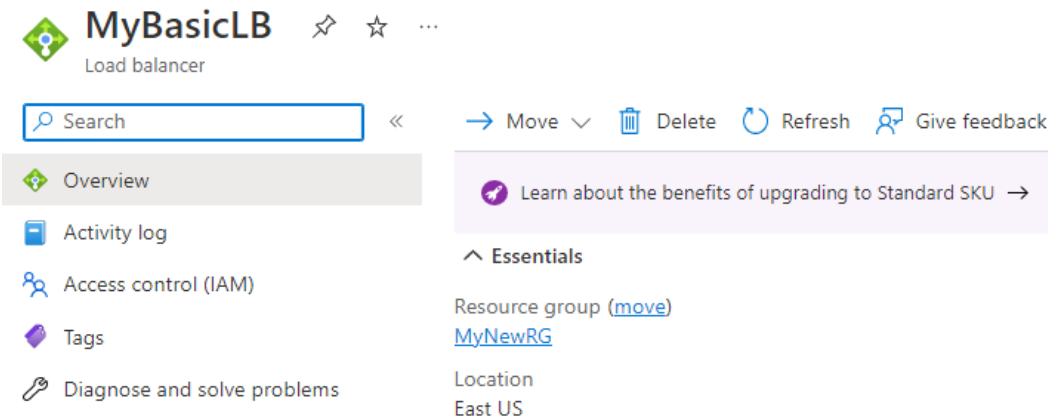 MyBasicLB
Load balancer
Search
Move
Delete
Refresh
Give feedback
Overview
Learn about the benefits of upgrading to Standard SKU →
Activity log
Essentials
Access control (IAM)
Resource group (move)
MyNewRG
Tags
Location
Diagnose and solve problems
East US